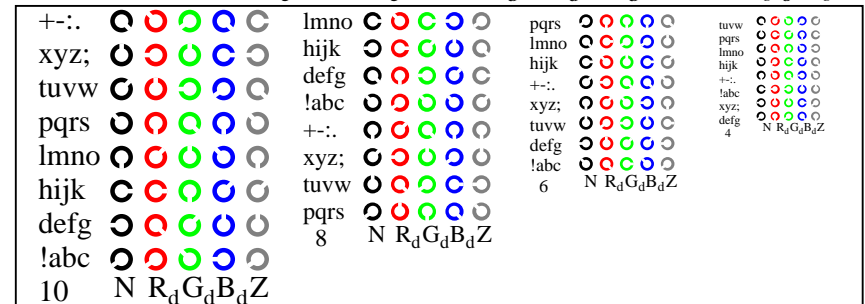 +-:.
xyz;
tuvw
pqrs
lmno
hijk
defg
!abc
10 N RdGdBdZ
lmno
hijk
defg
!abc
+-:.
xyz;
tuvw
pqrs
8 N RdGdBdZ
pqrs
lmno
hijk
+-:.
xyz;
tuvw
defg
!abc
6 N RdGdBdZ
tuvw
pqrs
lmno
hijk
+-:.
!abc
xyz;
defg
4 N RdGdBdZ